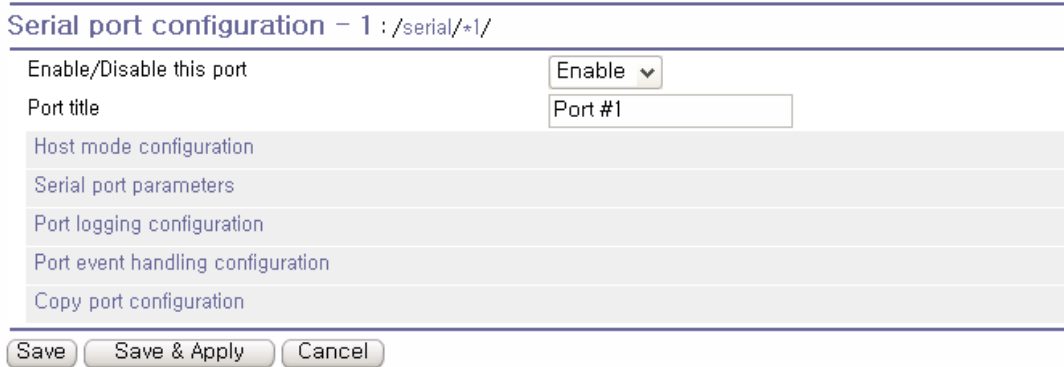 Serial port configuration - 1 : /serial/*1/
Enable/Disable this port Enable
Port title Port #1
Host mode configuration
Serial port parameters
Port logging configuration
Port event handling configuration
Copy port configuration
Save Save & Apply Cancel